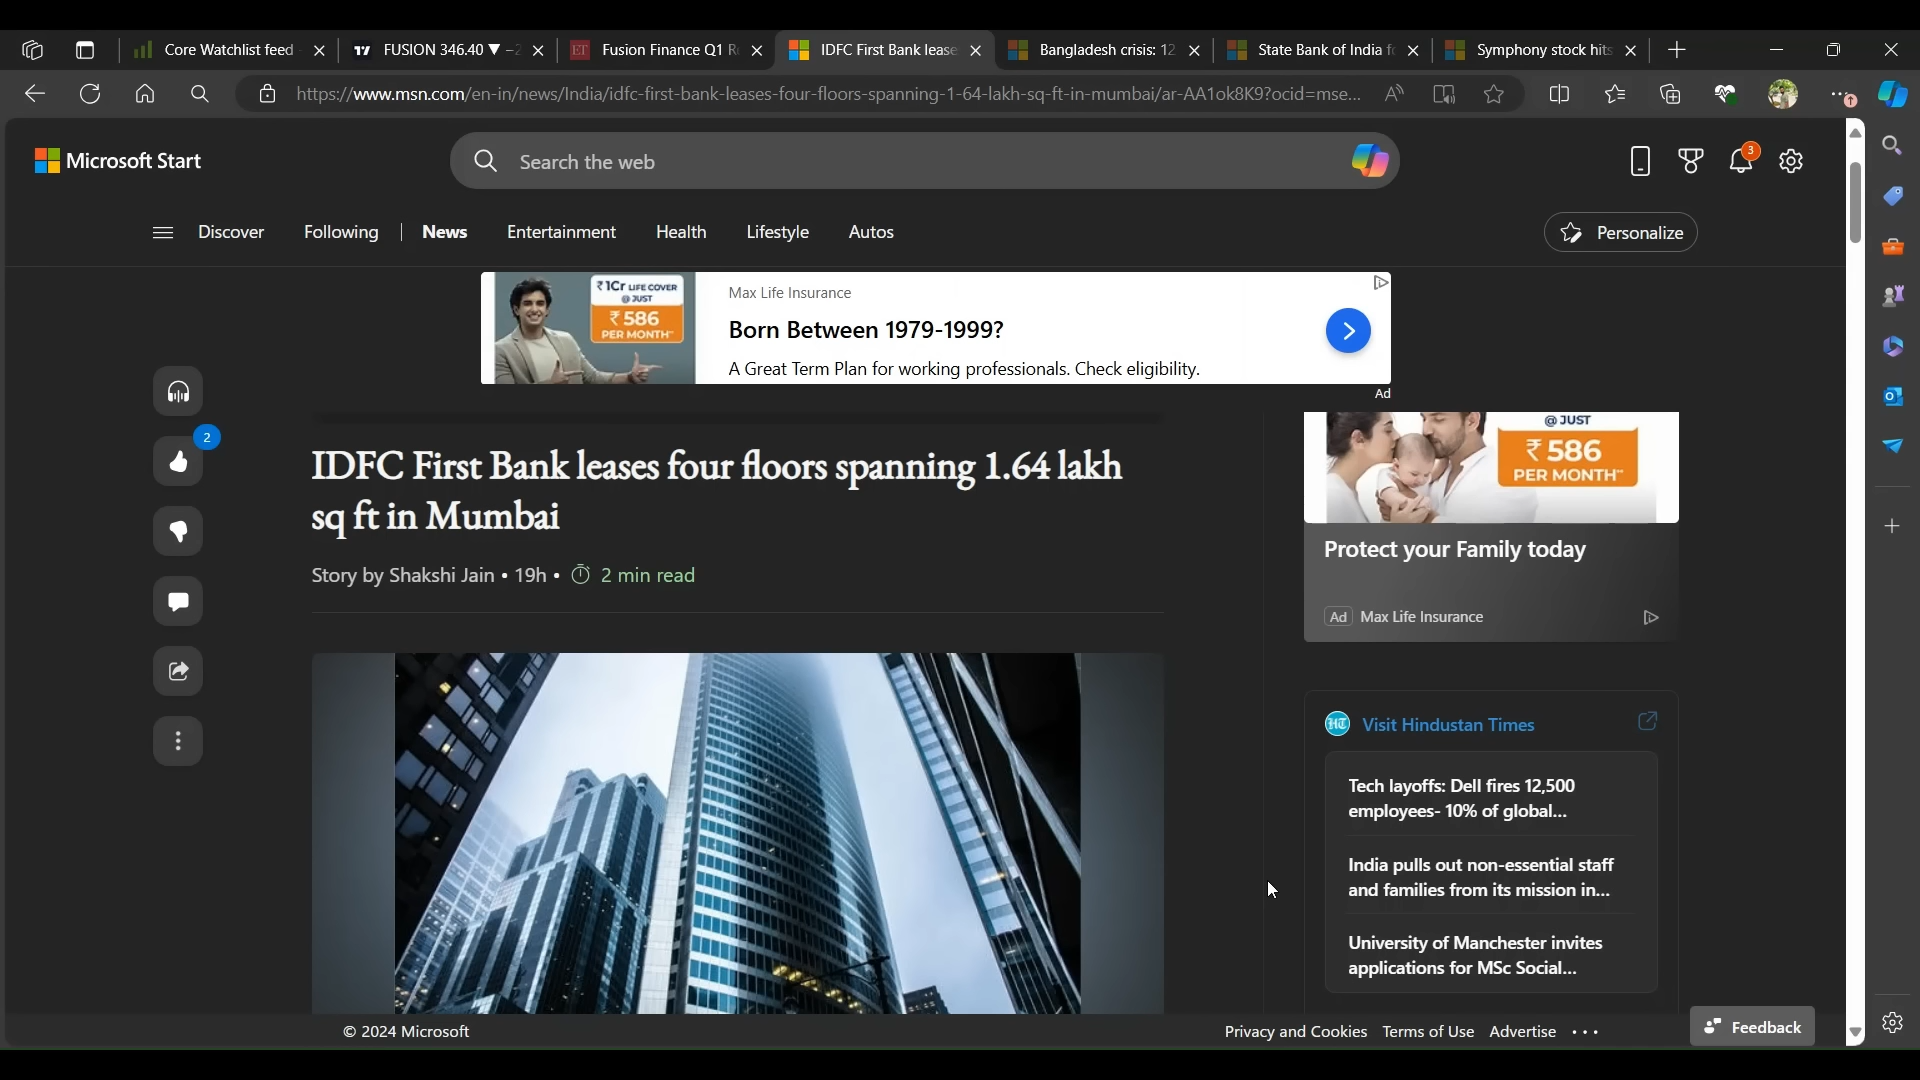 Core Watchlist feed
FUSION 346.40 ▼ −2
Fusion Finance Q1 R
IDFC First Bank lease
Bangladesh crisis: 12
State Bank of India f
Symphony stock hits
https://www.msn.com/en-in/news/India/idfc-first-bank-leases-four-floors-spanning-1-64-lakh-sq-ft-in-mumbai/ar-AA1ok8K9?ocid=mse...
Microsoft Start
Search the web
3
Discover
Following
News
Entertainment
Health
Lifestyle
Autos
Personalize
₹1Cr LIFE COVER
@ JUST
₹586
PER MONTH**
Max Life Insurance
Born Between 1979-1999?
A Great Term Plan for working professionals. Check eligibility.
Ad
2
IDFC First Bank leases four floors spanning 1.64 lakh
sq ft in Mumbai
Story by Shakshi Jain • 19h • 2 min read
@ JUST
₹586
PER MONTH**
Protect your Family today
Ad Max Life Insurance
HT Visit Hindustan Times
Tech layoffs: Dell fires 12,500
employees- 10% of global...
India pulls out non-essential staff
and families from its mission in...
University of Manchester invites
applications for MSc Social...
© 2024 Microsoft
Privacy and Cookies
Terms of Use
Advertise
Feedback